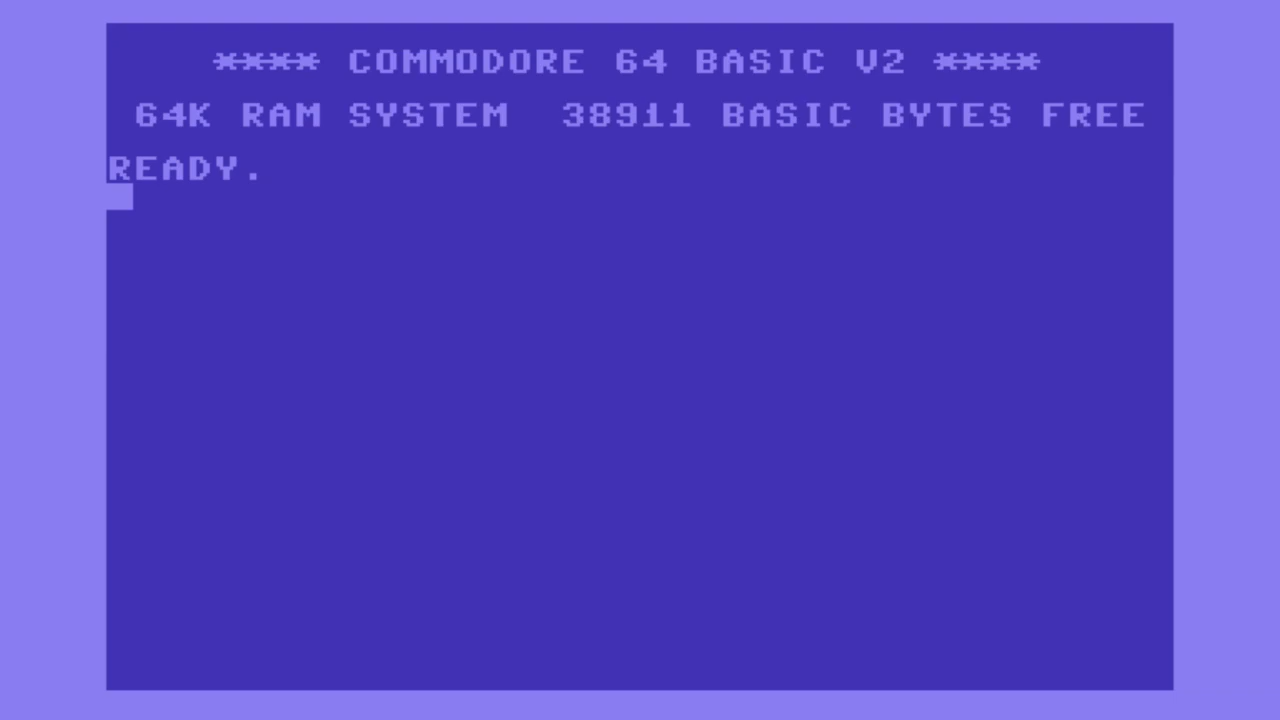 **** COMMODORE 64 BASIC V2 ****
64K RAM SYSTEM  38911 BASIC BYTES FREE
READY.